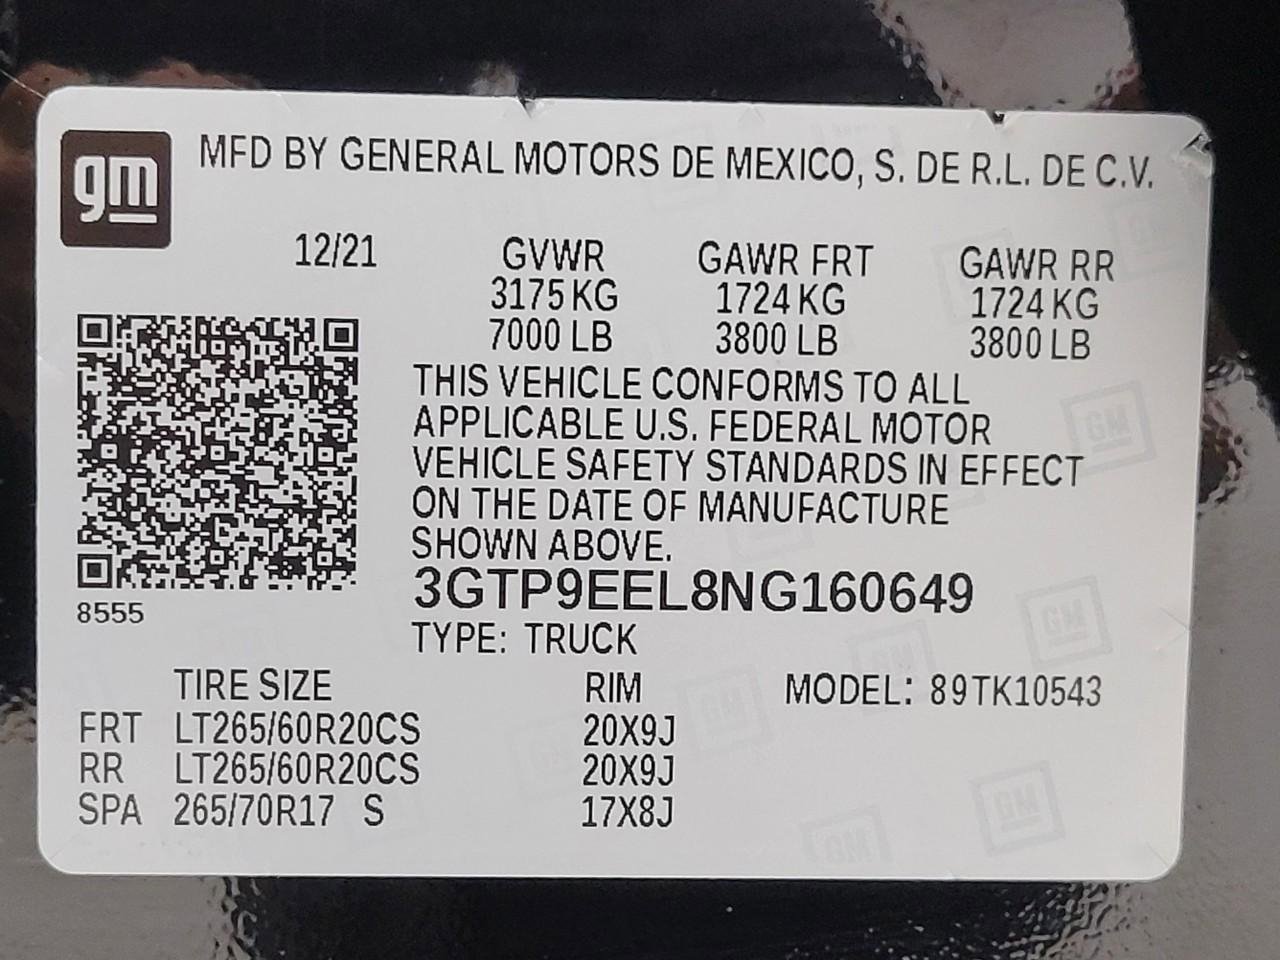 gm MFD BY GENERAL MOTORS DE MEXICO, S. DE R.L. DE C.V.
12/21 GVWR GAWR FRT GAWR RR
3175 KG 1724 KG 1724 KG
7000 LB 3800 LB 3800 LB
THIS VEHICLE CONFORMS TO ALL
APPLICABLE U.S. FEDERAL MOTOR
VEHICLE SAFETY STANDARDS IN EFFECT
ON THE DATE OF MANUFACTURE
SHOWN ABOVE.
3GTP9EEL8NG160649
8555
TYPE: TRUCK
TIRE SIZE RIM MODEL: 89TK10543
FRT LT265/60R20CS 20X9J
RR LT265/60R20CS 20X9J
SPA 265/70R17 S 17X8J